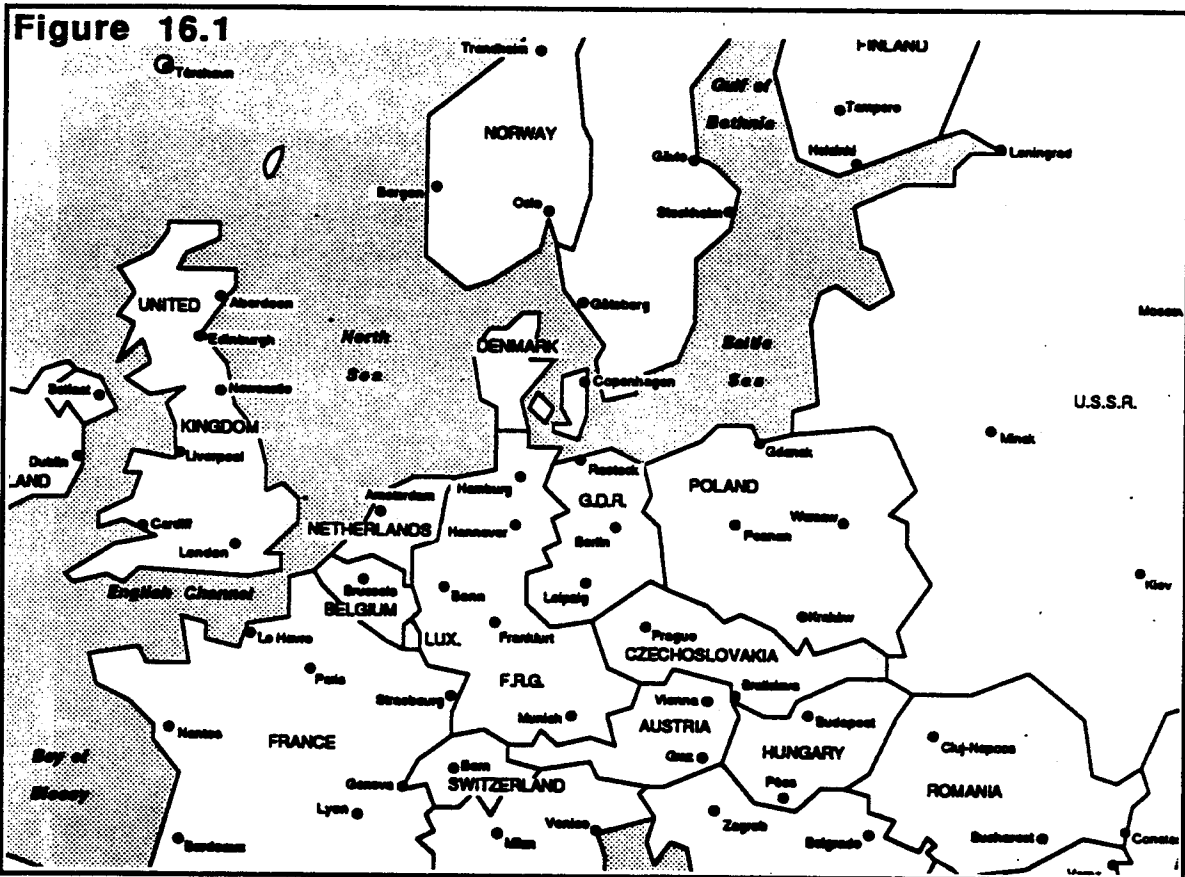 Figure 16.1
Trondheim
FINLAND
Tórshavn
Gulf of
Bothnia
Tampere
NORWAY
Gävle
Helsinki
Leningrad
Bergen
Oslo
Stockholm
UNITED
Aberdeen
Göteborg
Edinburgh
North
Sea
DENMARK
Baltic
Sea
Copenhagen
Belfast
Newcastle
U.S.S.R.
KINGDOM
Minsk
Dublin
Liverpool
LAND
Gdansk
Rostock
Hamburg
POLAND
Amsterdam
G.D.R.
Cardiff
NETHERLANDS
Hannover
Berlin
Poznan
Warsaw
London
English Channel
Brussels
Bonn
Leipzig
Kiev
BELGIUM
Kraków
Le Havre
LUX.
Frankfurt
Prague
CZECHOSLOVAKIA
Paris
F.R.G.
Strasbourg
Vienna
Bratislava
Munich
Nantes
FRANCE
AUSTRIA
Budapest
Cluj-Napoca
Bay of
Biscay
Bern
Graz
HUNGARY
Geneva
SWITZERLAND
Pécs
ROMANIA
Lyon
Milan
Venice
Zagreb
Belgrade
Bucharest
Bordeaux